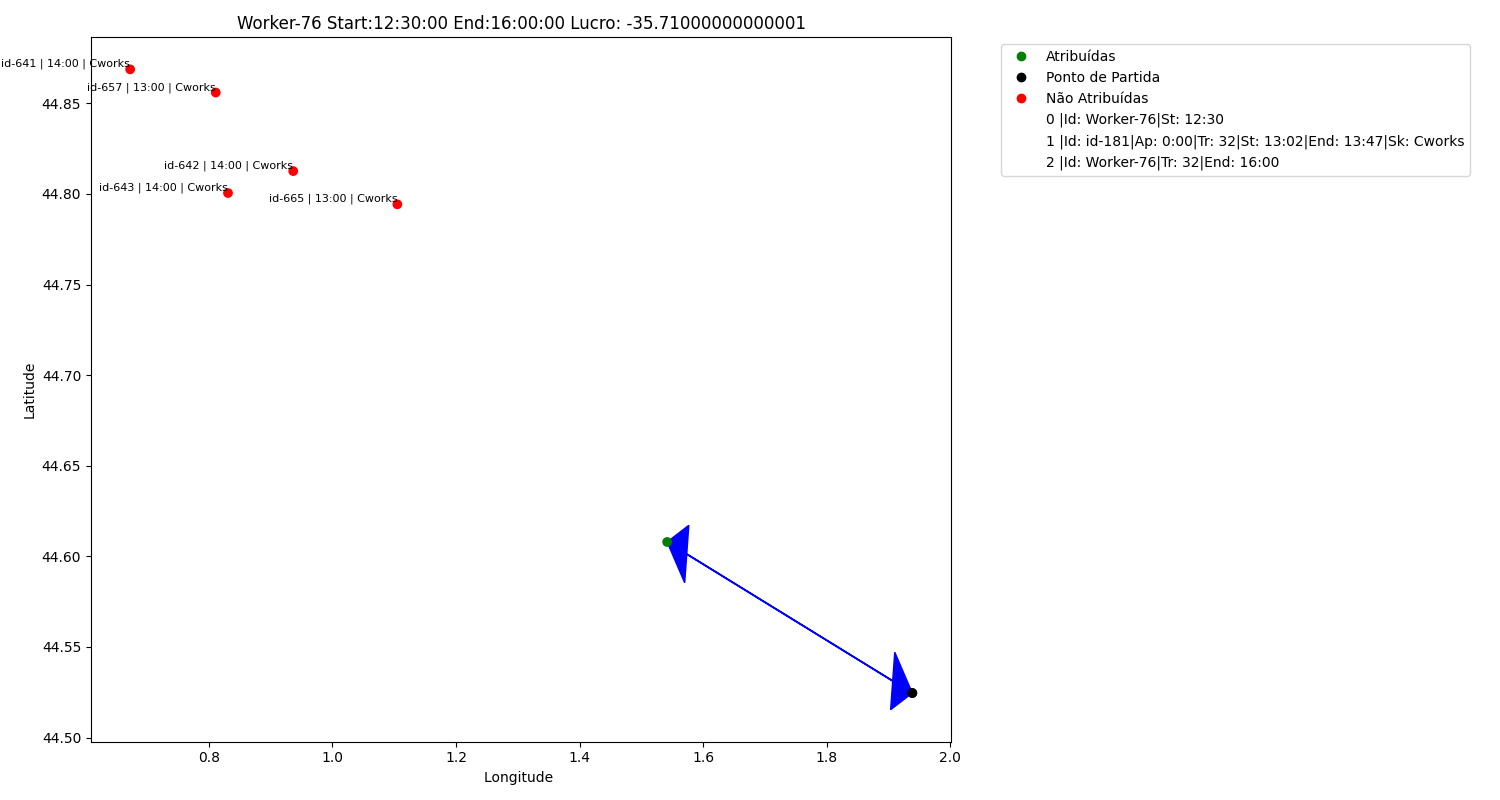 Worker-76 Start:12:30:00 End:16:00:00 Lucro: -35.71000000000001
id-641 | 14:00 | Cworks
id-657 | 13:00 | Cworks
id-642 | 14:00 | Cworks
id-643 | 14:00 | Cworks
id-665 | 13:00 | Cworks
44.85
44.80
44.75
44.70
44.65
44.60
44.55
44.50
Latitude
0.8
1.0
1.2
1.4
1.6
1.8
2.0
Longitude
Atribuídas
Ponto de Partida
Não Atribuídas
0 |Id: Worker-76|St: 12:30
1 |Id: id-181|Ap: 0:00|Tr: 32|St: 13:02|End: 13:47|Sk: Cworks
2 |Id: Worker-76|Tr: 32|End: 16:00